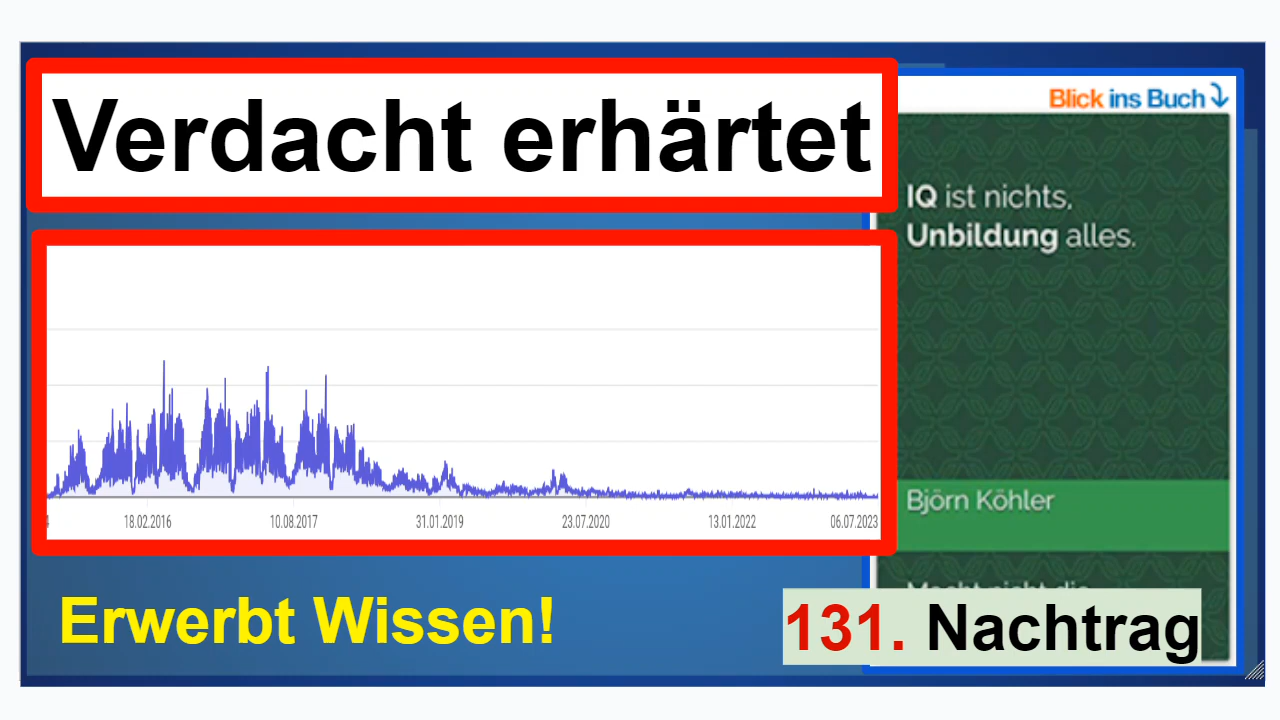 Verdacht erhärtet
Blick ins Buch
IQ ist nichts,
Unbildung alles.
18.02.2016 10.08.2017 31.01.2019 23.07.2020 13.01.2022 06.07.2023
Björn Köhler
Erwerbt Wissen!
131. Nachtrag